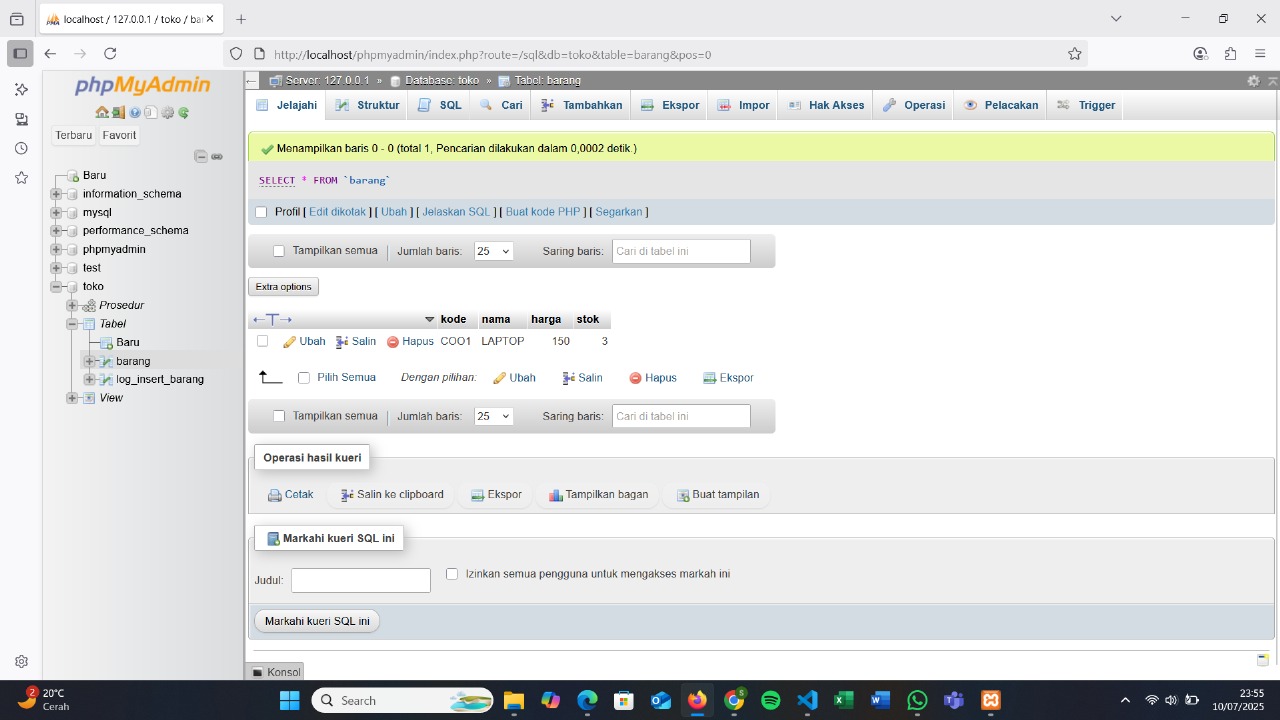 localhost / 127.0.0.1 / toko / ba
http://localhost/phpmyadmin/index.php?route=/sql&db=toko&table=barang&pos=0
phpMyAdmin
Terbaru Favorit
Baru
information_schema
mysql
performance_schema
phpmyadmin
test
toko
Prosedur
Tabel
Baru
barang
log_insert_barang
View
Server: 127.0.0.1 » Database: toko » Tabel: barang
Jelajahi Struktur SQL Cari Tambahkan Ekspor Impor Hak Akses Operasi Pelacakan Trigger
Menampilkan baris 0 - 0 (total 1, Pencarian dilakukan dalam 0,0002 detik.)
SELECT * FROM `barang`
Profil [ Edit dikotak ] [ Ubah ] [ Jelaskan SQL ] [ Buat kode PHP ] [ Segarkan ]
Tampilkan semua Jumlah baris: 25 Saring baris: Cari di tabel ini
Extra options
←T→ kode nama harga stok
Ubah Salin Hapus COO1 LAPTOP 150 3
Pilih Semua Dengan pilihan: Ubah Salin Hapus Ekspor
Tampilkan semua Jumlah baris: 25 Saring baris: Cari di tabel ini
Operasi hasil kueri
Cetak Salin ke clipboard Ekspor Tampilkan bagan Buat tampilan
Markahi kueri SQL ini
Judul: Izinkan semua pengguna untuk mengakses markah ini
Markahi kueri SQL ini
Konsol
2
20°C
Cerah
Search
S
23:55
10/07/2025